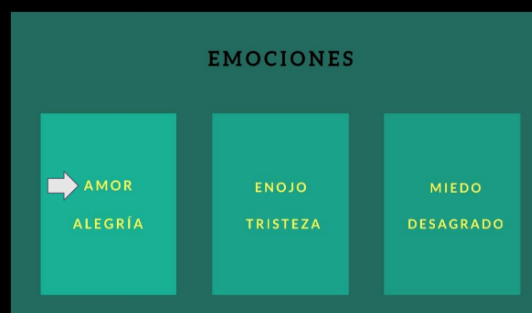 EMOCIONES
AMOR
ALEGRÍA
ENOJO
TRISTEZA
MIEDO
DESAGRADO